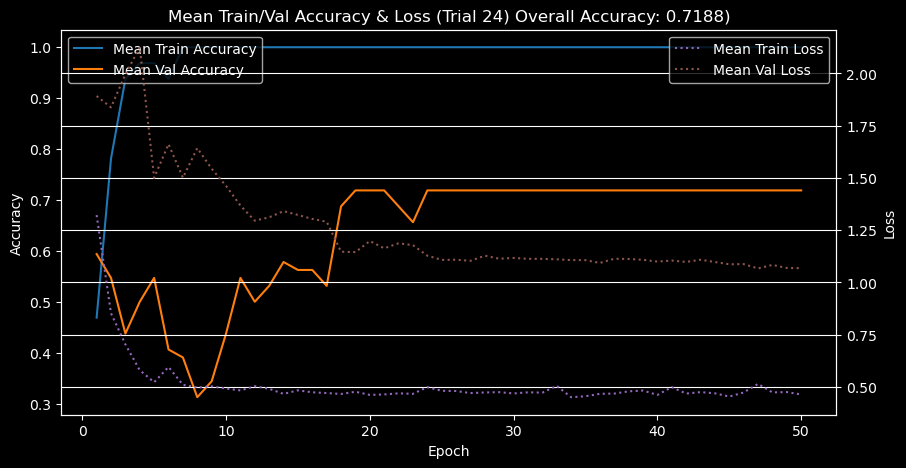 Mean Train/Val Accuracy & Loss (Trial 24) Overall Accuracy: 0.7188)
Mean Train Accuracy
Mean Val Accuracy
Mean Train Loss
Mean Val Loss
1.0
0.9
0.8
0.7
0.6
0.5
0.4
0.3
Accuracy
2.00
1.75
1.50
1.25
1.00
0.75
0.50
Loss
0
10
20
30
40
50
Epoch